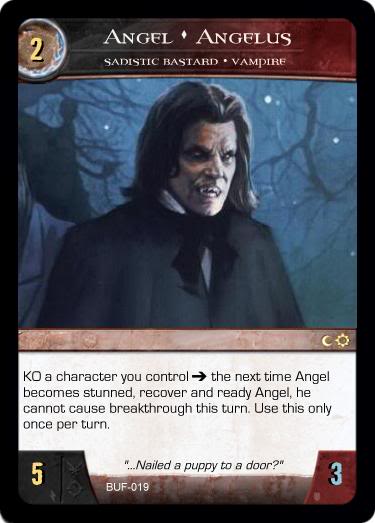 2
ANGEL ♦ ANGELUS
SADISTIC BASTARD • VAMPIRE
KO a character you control ➔ the next time Angel
becomes stunned, recover and ready Angel, he
cannot cause breakthrough this turn. Use this only
once per turn.
5
"...Nailed a puppy to a door?"
3
BUF-019